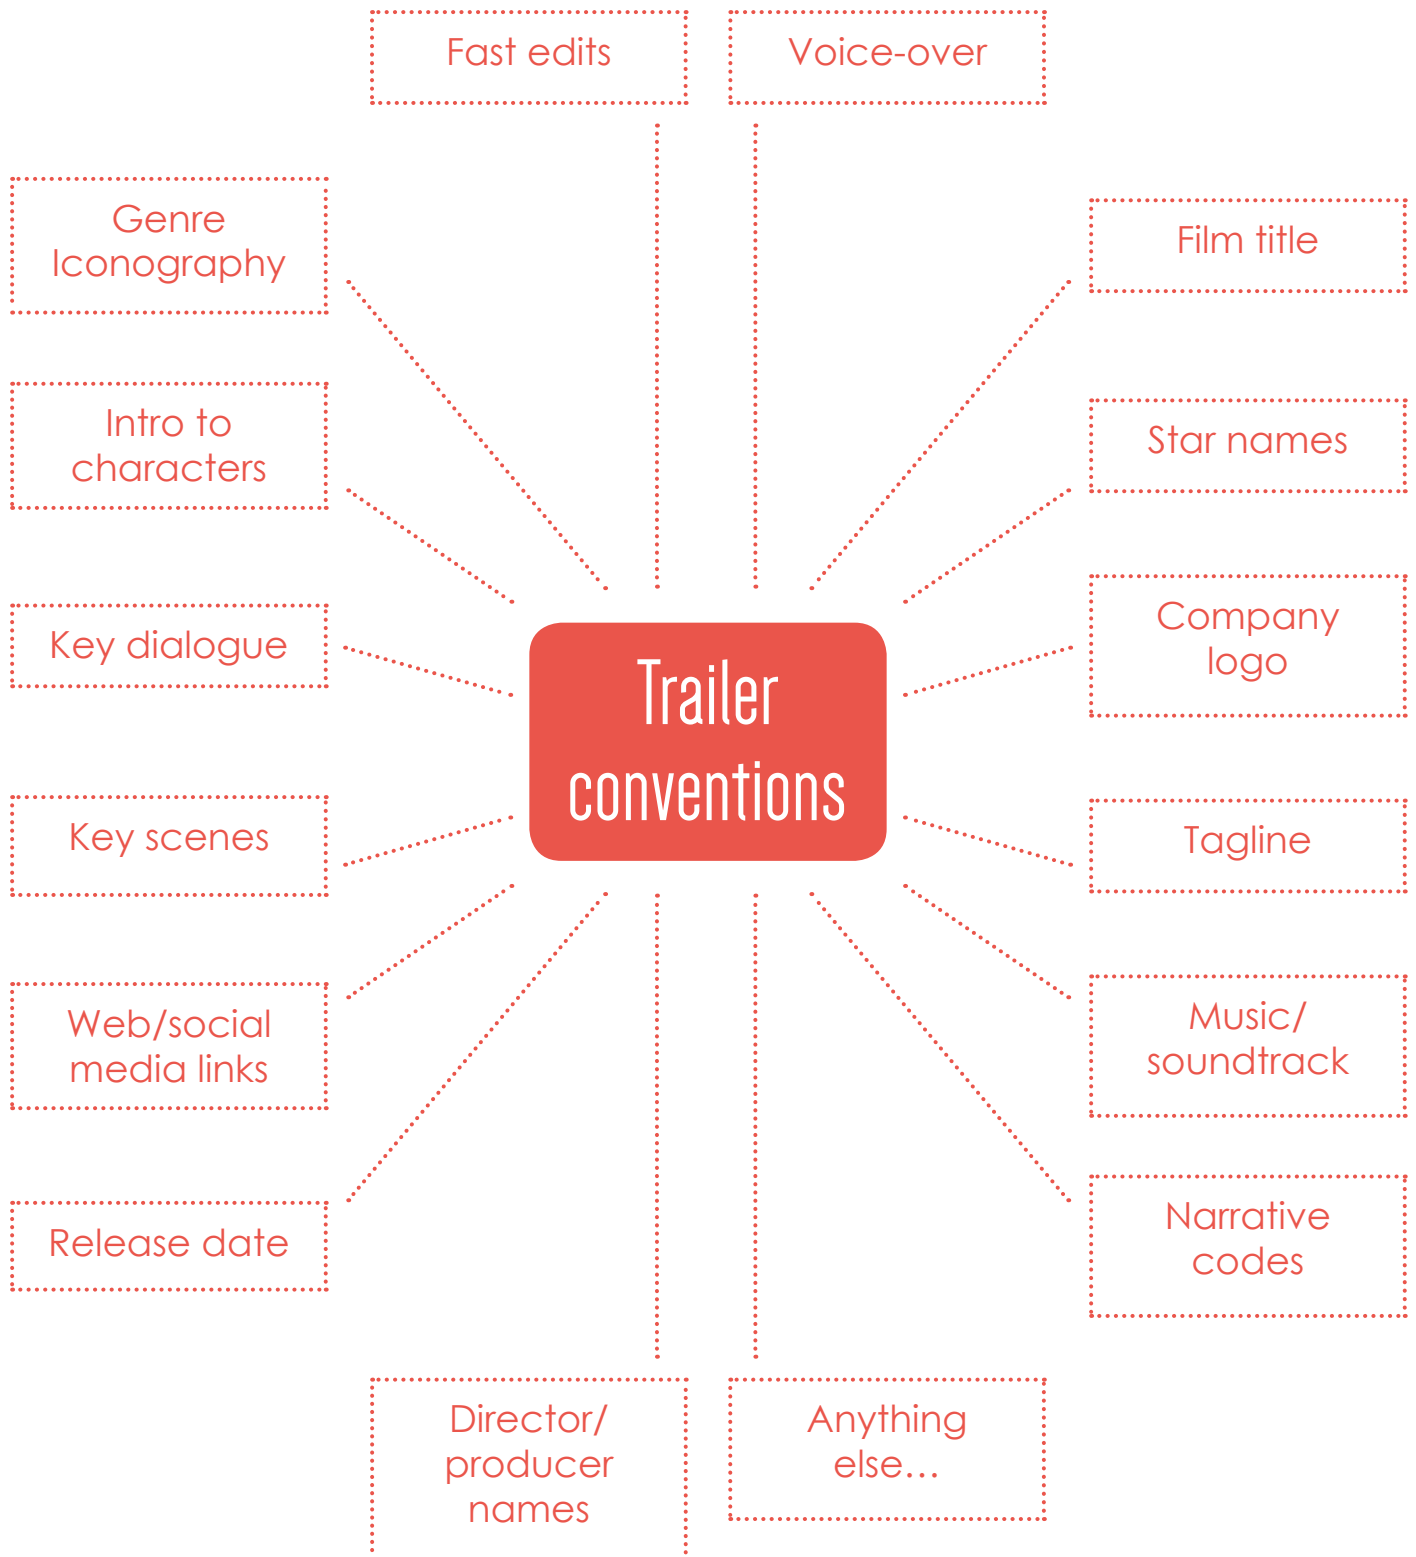 Fast edits
Voice-over
Genre
Iconography
Film title
Intro to
characters
Star names
Key dialogue
Company
logo
Trailer
conventions
Key scenes
Tagline
Web/social
media links
Music/
soundtrack
Release date
Narrative
codes
Director/
producer
names
Anything
else…